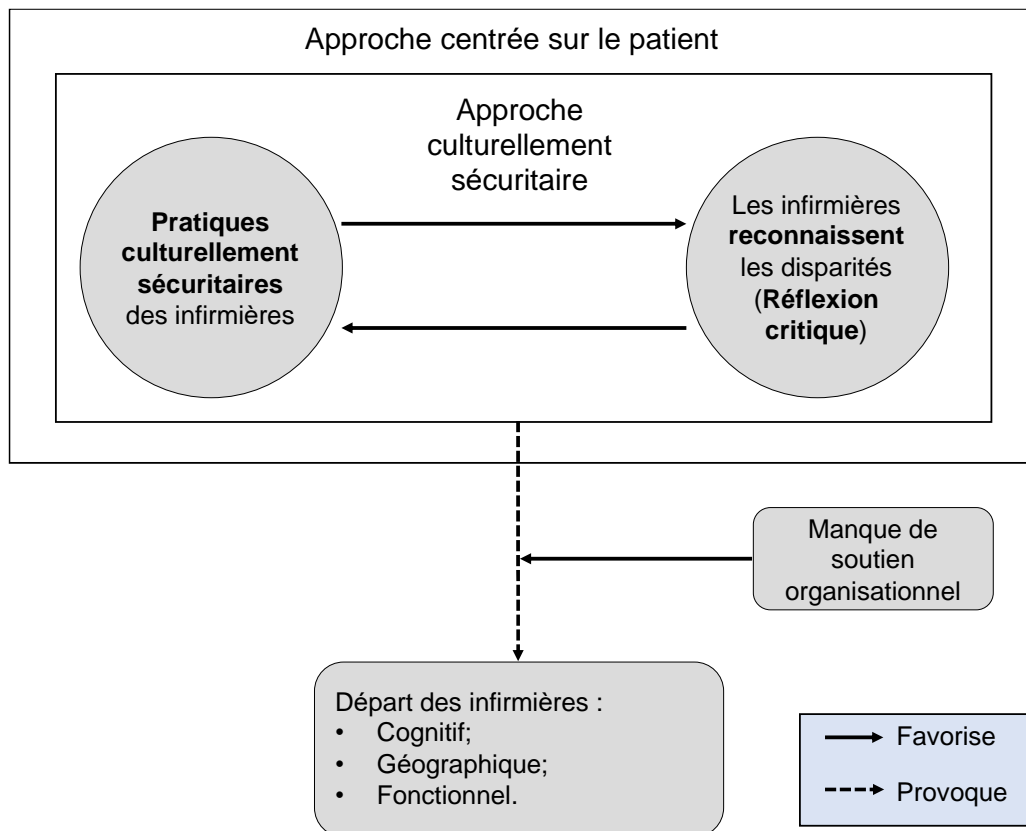 Approche centrée sur le patient
Approche
culturellement
sécuritaire
Pratiques
culturellement
sécuritaires
des infirmières
Les infirmières
reconnaissent
les disparités
(Réflexion
critique)
Manque de
soutien
organisationnel
Départ des infirmières :
• Cognitif;
• Géographique;
• Fonctionnel.
Favorise
Provoque